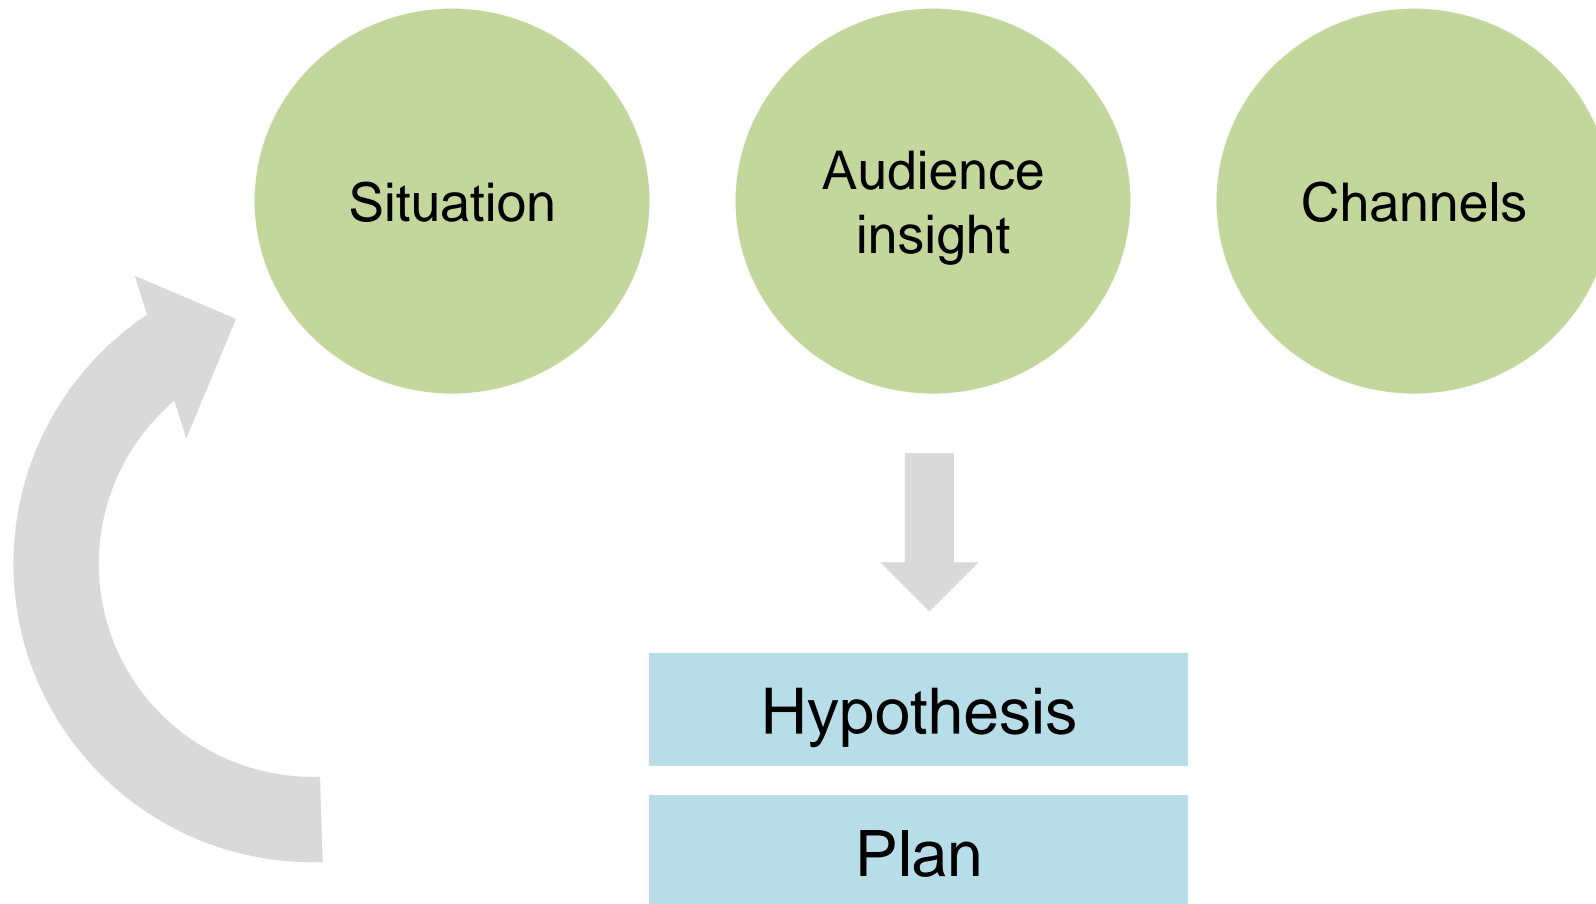 Situation
Audience
insight
Channels
Hypothesis
Plan